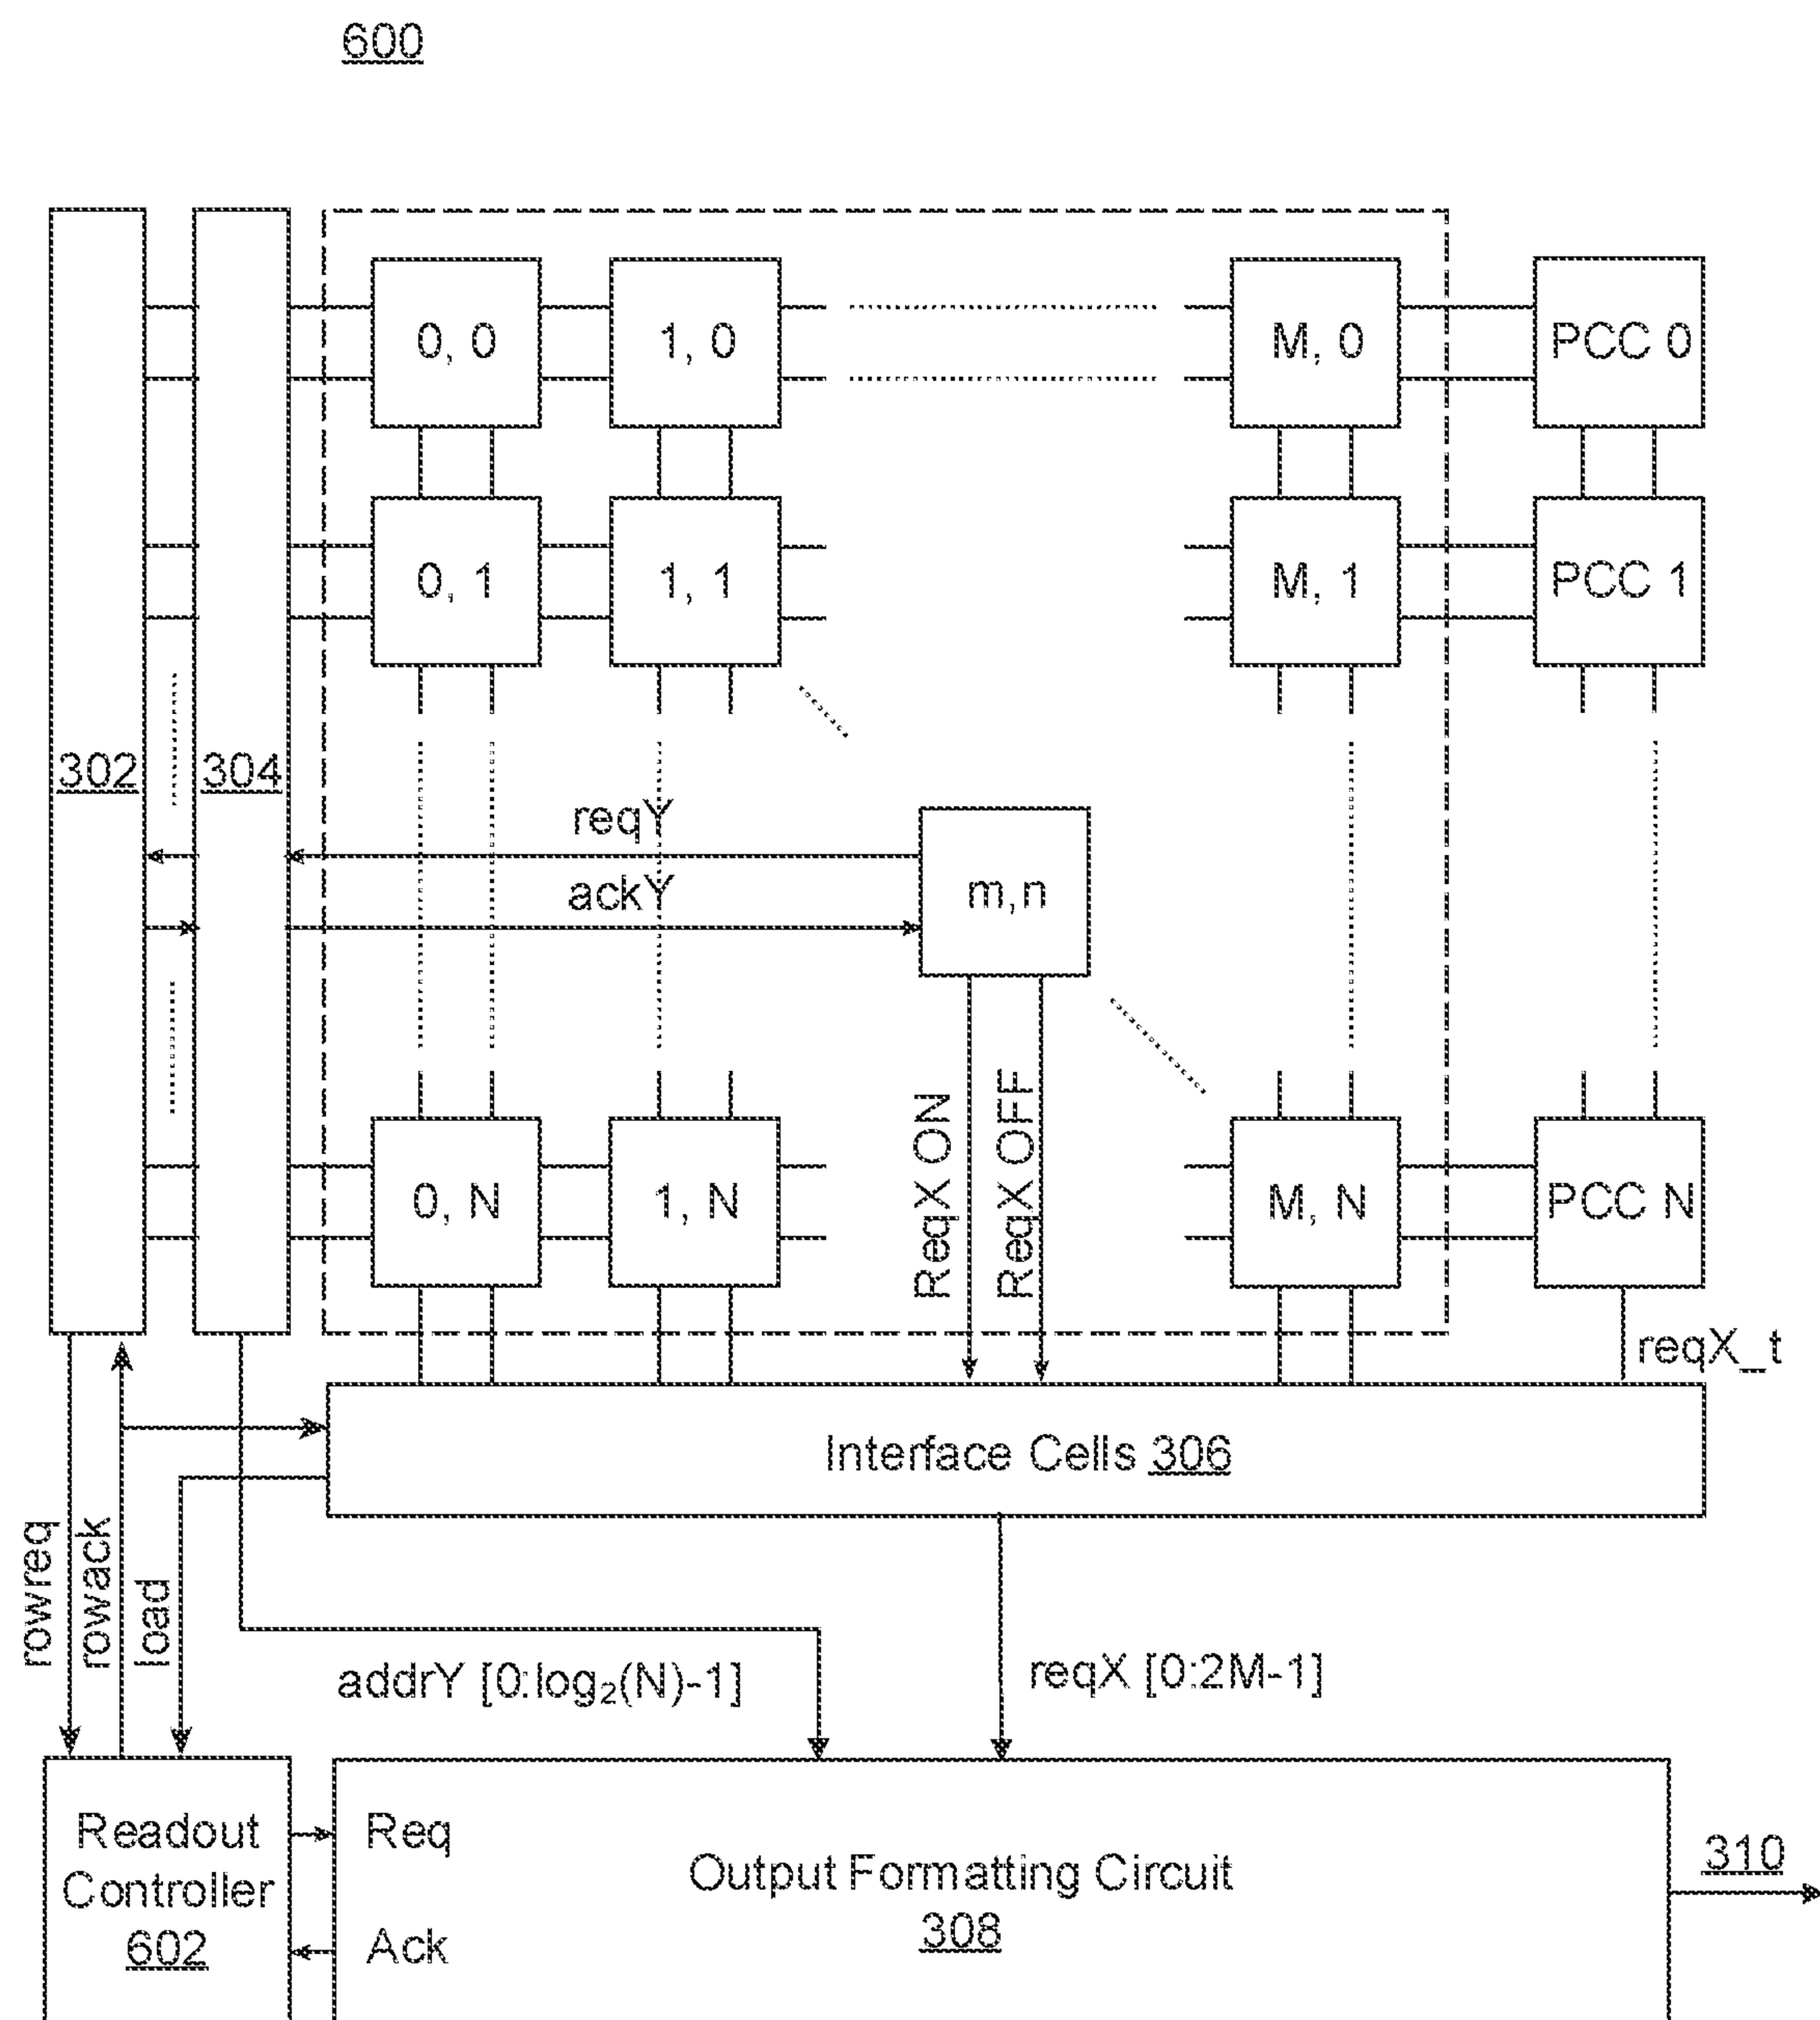 600
0, 0
1, 0
M, 0
PCC 0
0, 1
1, 1
M, 1
PCC 1
302
304
reqY
ackY
m,n
ReqX ON
ReqX OFF
0, N
1, N
M, N
PCC N
reqX_t
Interface Cells 306
rowreq
rowack
load
addrY [0:log₂(N)-1]
reqX [0:2M-1]
Readout
Controller
602
Req
Ack
Output Formatting Circuit
308
310